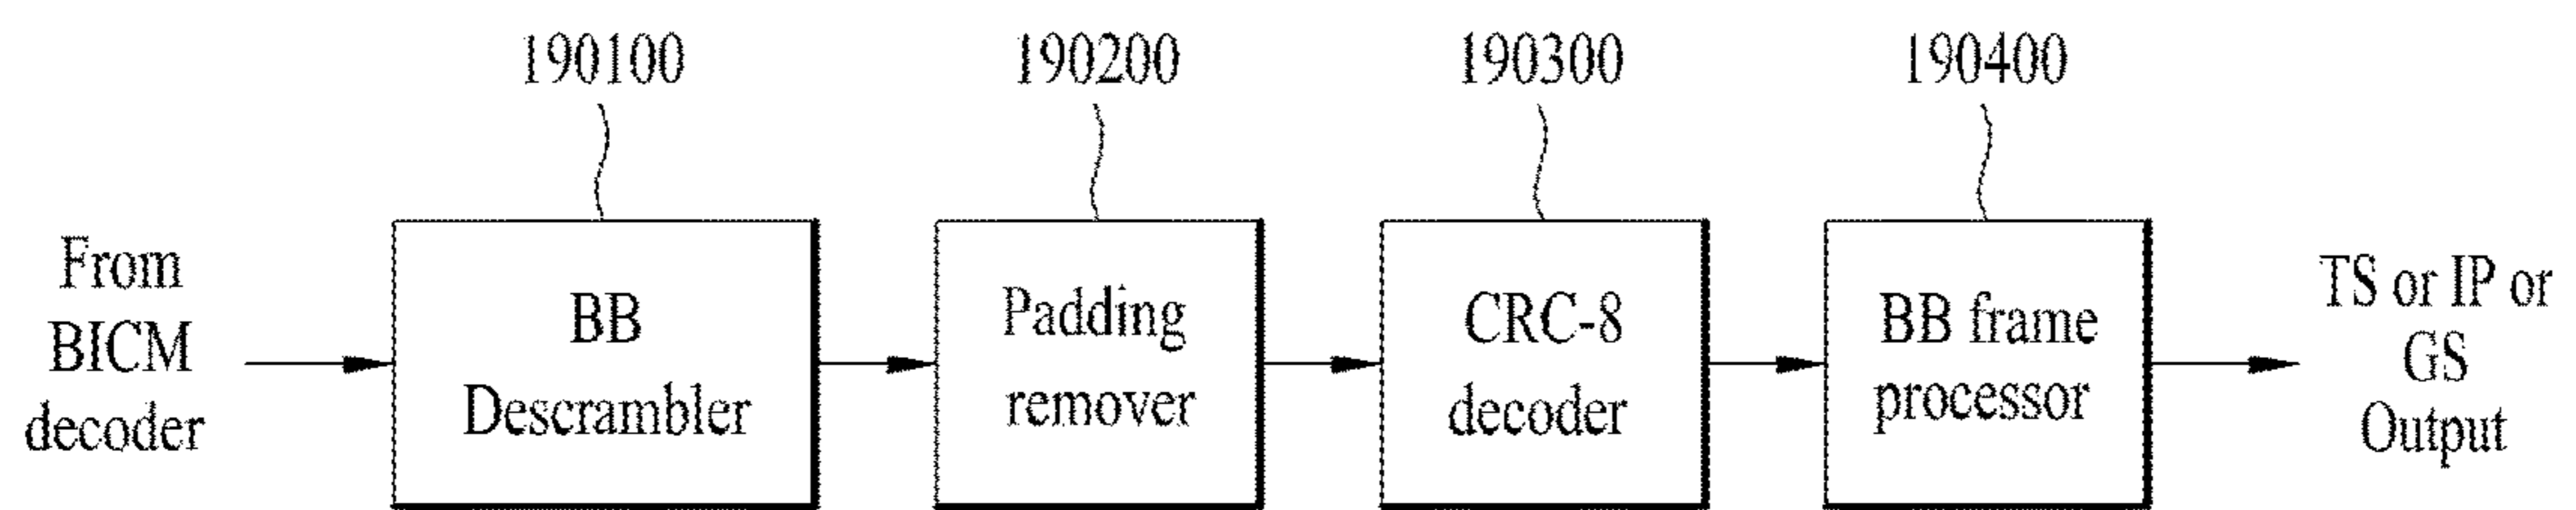 190100
190200
190300
190400
From
BICM
decoder
BB
Descrambler
Padding
remover
CRC-8
decoder
BB frame
processor
TS or IP or
GS
Output